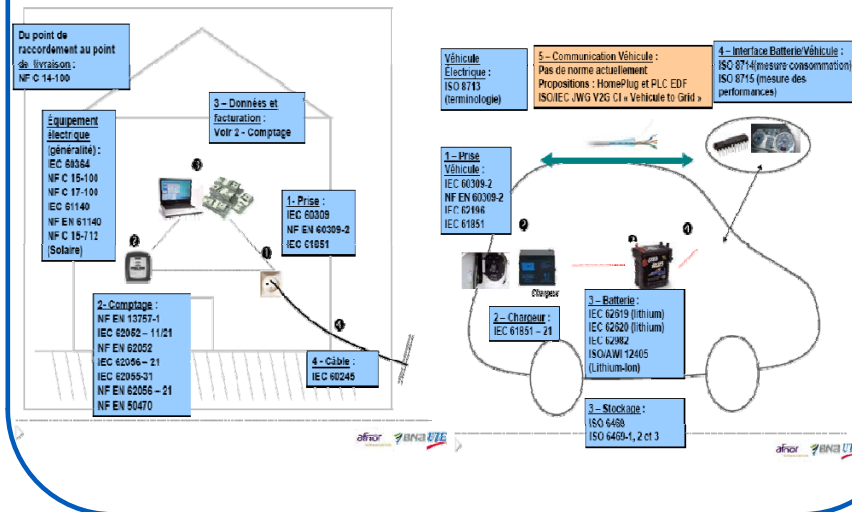 Du point de
raccordement au point
de livraison :
NF C 14-100
3 – Données et
facturation :
Voir 2 - Comptage
Équipement
électrique
(généralité) :
IEC 60364
NF C 15-100
NF C 17-100
IEC 61140
NF EN 61140
NF C 15-712
(Solaire)
1- Prise :
IEC 60309
NF EN 60309-2
IEC 61851
2- Comptage :
NF EN 13757-1
IEC 62052 – 11/21
NF EN 62052
IEC 62056 – 21
IEC 62055-31
NF EN 62056 – 21
NF EN 50470
4 - Câble :
IEC 60245
afnor BNA UTE
Véhicule
Électrique :
ISO 8713
(terminologie)
5 – Communication Véhicule :
Pas de norme actuellement
Propositions : HomePlug et PLC EDF
ISO/IEC JWG V2G CI « Vehicule to Grid »
4 – Interface Batterie/Véhicule :
ISO 8714(mesure consommation)
ISO 8715 (mesure des
performances)
1 – Prise
Véhicule :
IEC 60309-2
NF EN 60309-2
IEC 62196
IEC 61851
Chargeur
2 – Chargeur :
IEC 61851 – 21
3 – Batterie :
IEC 62619 (lithium)
IEC 62620 (lithium)
IEC 62982
ISO/AWI 12405
(Lithium-Ion)
3 – Stockage :
ISO 6469
ISO 6469-1, 2 et 3
afnor BNA